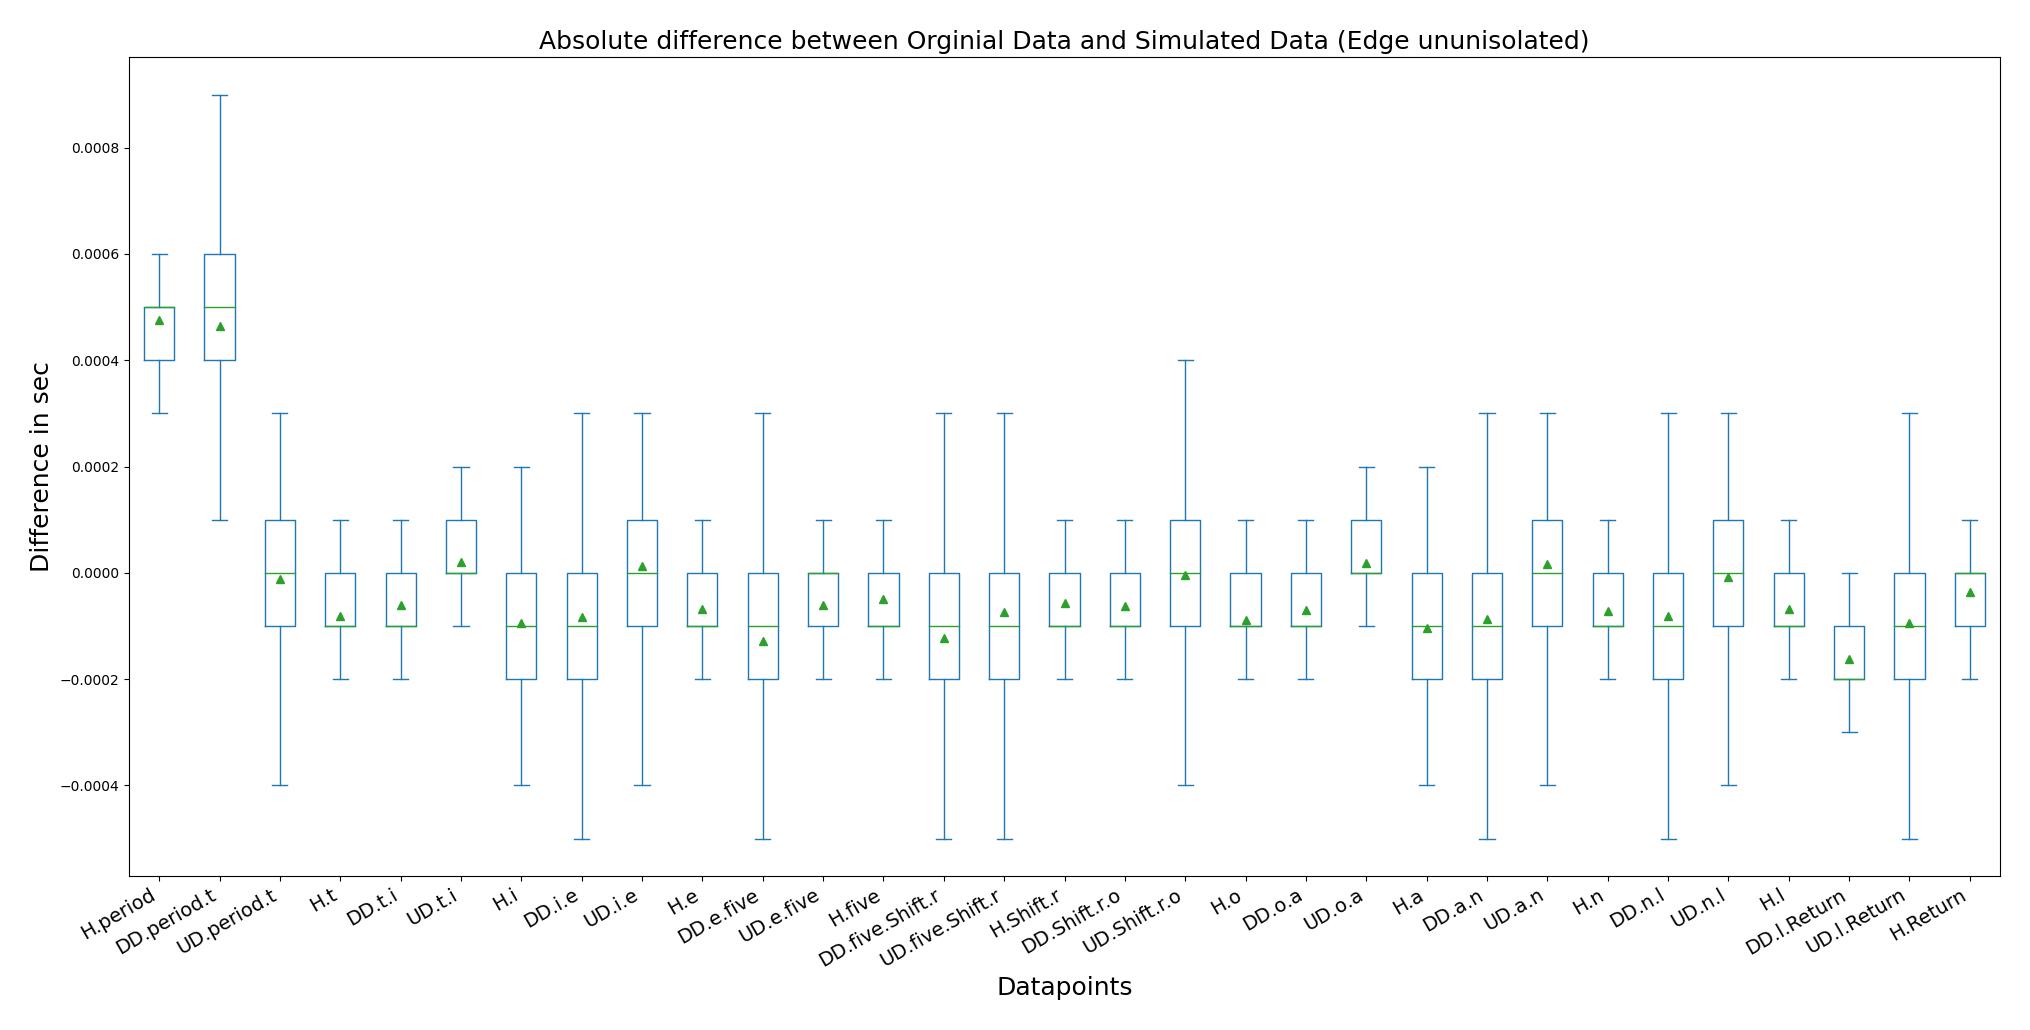 Absolute difference between Orginial Data and Simulated Data (Edge ununisolated)
Difference in sec
0.0008
0.0006
0.0004
0.0002
0.0000
−0.0002
−0.0004
H.period
DD.period.t
UD.period.t
H.t
DD.t.i
UD.t.i
H.i
DD.i.e
UD.i.e
H.e
DD.e.five
UD.e.five
H.five
DD.five.Shift.r
UD.five.Shift.r
H.Shift.r
DD.Shift.r.o
UD.Shift.r.o
H.o
DD.o.a
UD.o.a
H.a
DD.a.n
UD.a.n
H.n
DD.n.l
UD.n.l
H.l
DD.l.Return
UD.l.Return
H.Return
Datapoints